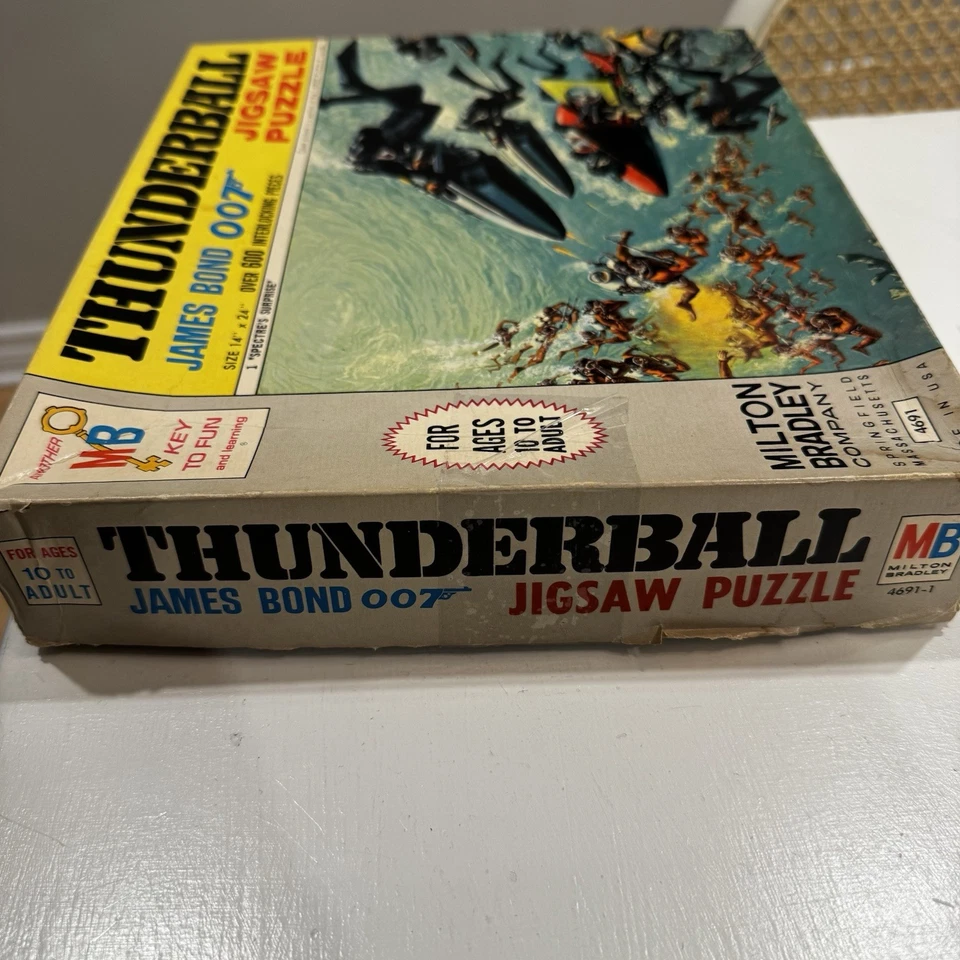 THUNDERBALL
JIGSAW
PUZZLE
JAMES BOND 007
SIZE 14" x 24" OVER 600 INTERLOCKING PIECES
1 "SPECTRE'S SURPRISE"
ANOTHER
MB
KEY
TO FUN
and learning
FOR
AGES
10 TO
ADULT
MILTON
BRADLEY
COMPANY
SPRINGFIELD
MASSACHUSETTS
4691
IN USA
FOR AGES
10 TO
ADULT
THUNDERBALL
JAMES BOND 007 JIGSAW PUZZLE
MB
MILTON
BRADLEY
4691-1